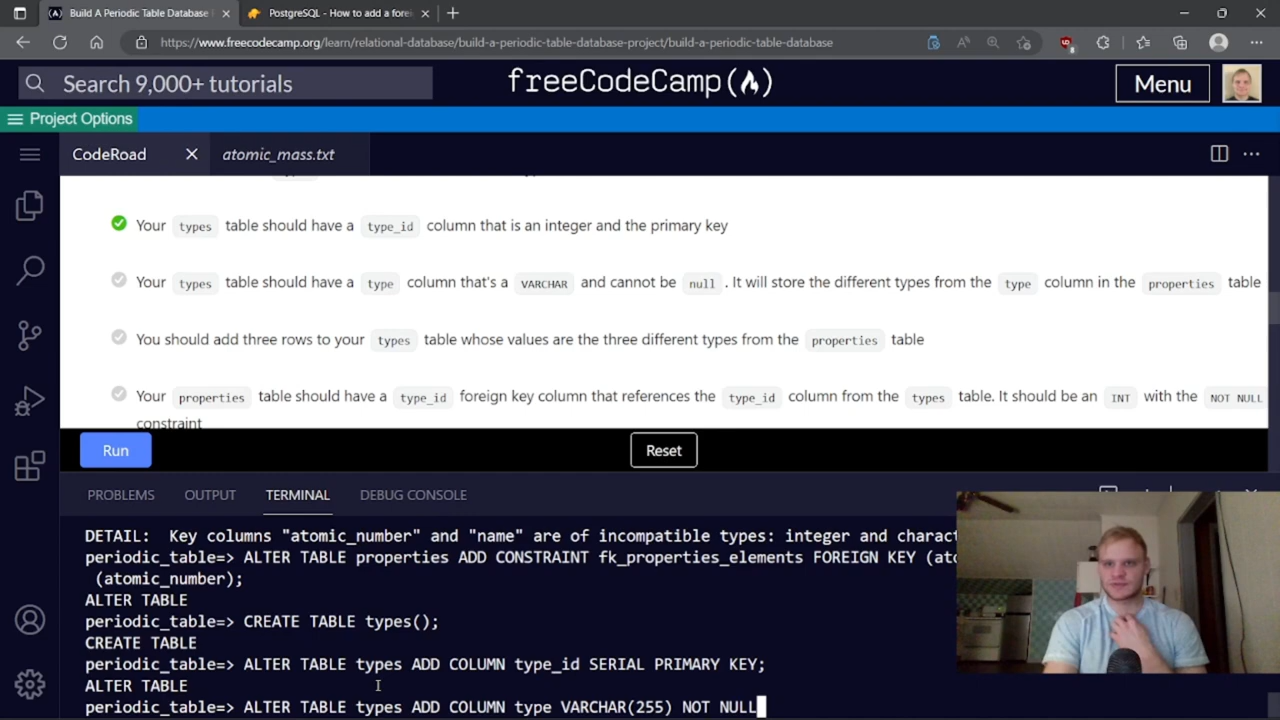 Build A Periodic Table Database
PostgreSQL - How to add a forei
https://www.freecodecamp.org/learn/relational-database/build-a-periodic-table-database-project/build-a-periodic-table-database
Search 9,000+ tutorials
freeCodeCamp
Menu
Project Options
CodeRoad
atomic_mass.txt
Your types table should have a type_id column that is an integer and the primary key
Your types table should have a type column that's a VARCHAR and cannot be null . It will store the different types from the type column in the properties table
You should add three rows to your types table whose values are the three different types from the properties table
Your properties table should have a type_id foreign key column that references the type_id column from the types table. It should be an INT with the NOT NULL
constraint
Run
Reset
PROBLEMS
OUTPUT
TERMINAL
DEBUG CONSOLE
DETAIL:  Key columns "atomic_number" and "name" are of incompatible types: integer and charac
periodic_table=> ALTER TABLE properties ADD CONSTRAINT fk_properties_elements FOREIGN KEY (ato
(atomic_number);
ALTER TABLE
periodic_table=> CREATE TABLE types();
CREATE TABLE
periodic_table=> ALTER TABLE types ADD COLUMN type_id SERIAL PRIMARY KEY;
ALTER TABLE
periodic_table=> ALTER TABLE types ADD COLUMN type VARCHAR(255) NOT NULL